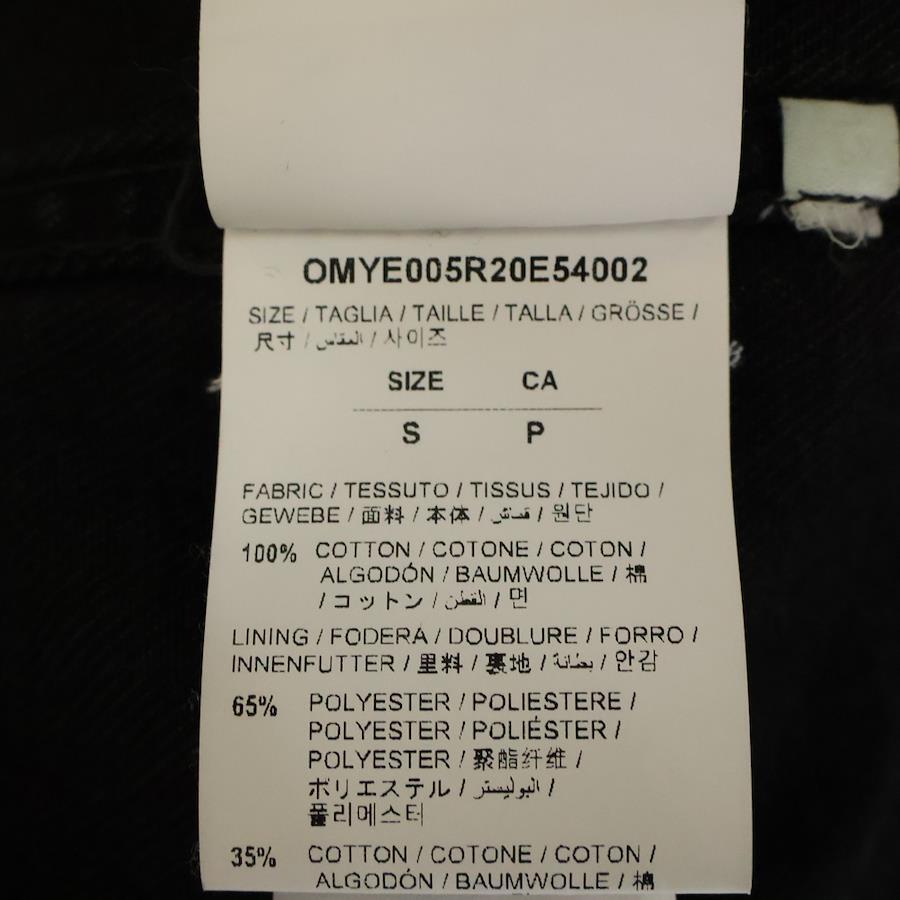 OMYE005R20E54002
SIZE / TAGLIA / TAILLE / TALLA / GRÖSSE /
尺寸 / المقاس / 사이즈
SIZE CA
S P
FABRIC / TESSUTO / TISSUS / TEJIDO /
GEWEBE / 面料 / 本体 / قماش / 원단
100% COTTON / COTONE / COTON /
ALGODÓN / BAUMWOLLE / 棉
/ コットン / القطن / 면
LINING / FODERA / DOUBLURE / FORRO /
INNENFUTTER / 里料 / 裏地 / بطانة / 안감
65% POLYESTER / POLIESTERE /
POLYESTER / POLIÉSTER /
POLYESTER / 聚酯纤维 /
ポリエステル / البوليستر /
폴리에스터
35% COTTON / COTONE / COTON /
ALGODÓN / BAUMWOLLE / 棉